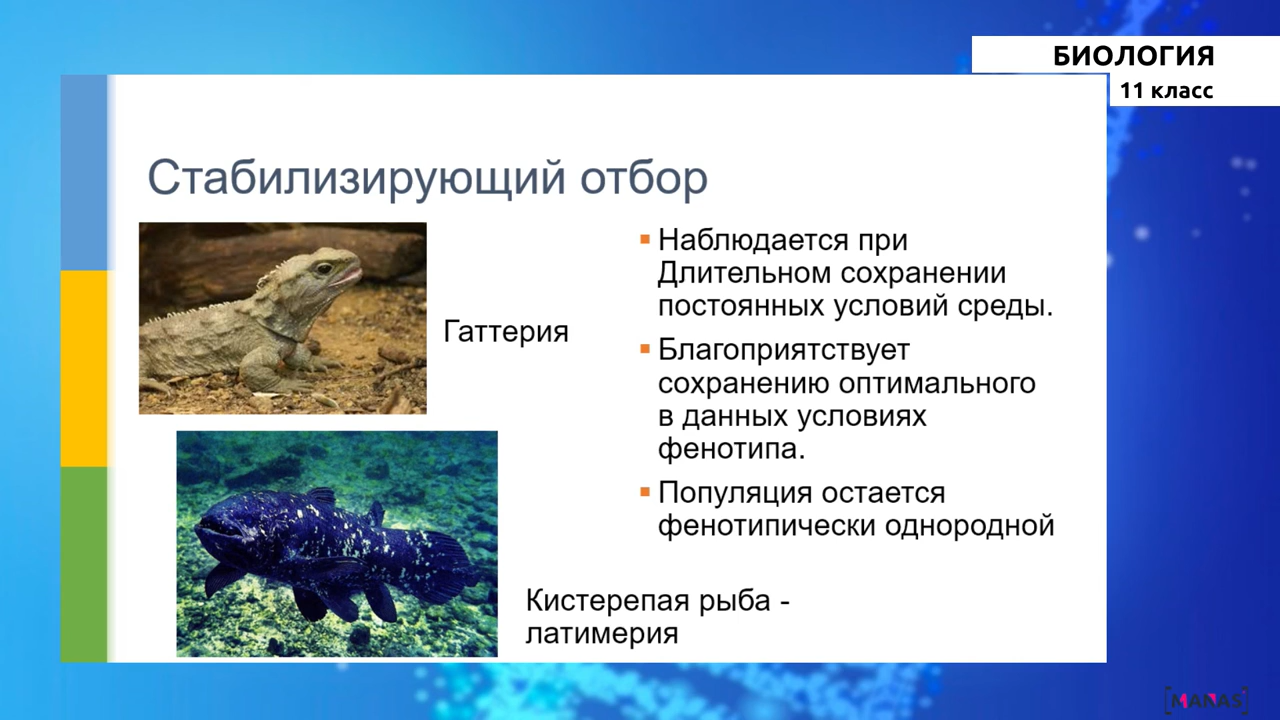 БИОЛОГИЯ
11 класс
Стабилизирующий отбор
Гаттерия
Кистерепая рыба -
латимерия
▪ Наблюдается при
Длительном сохранении
постоянных условий среды.
▪ Благоприятствует
сохранению оптимального
в данных условиях
фенотипа.
▪ Популяция остается
фенотипически однородной
[MANAS]